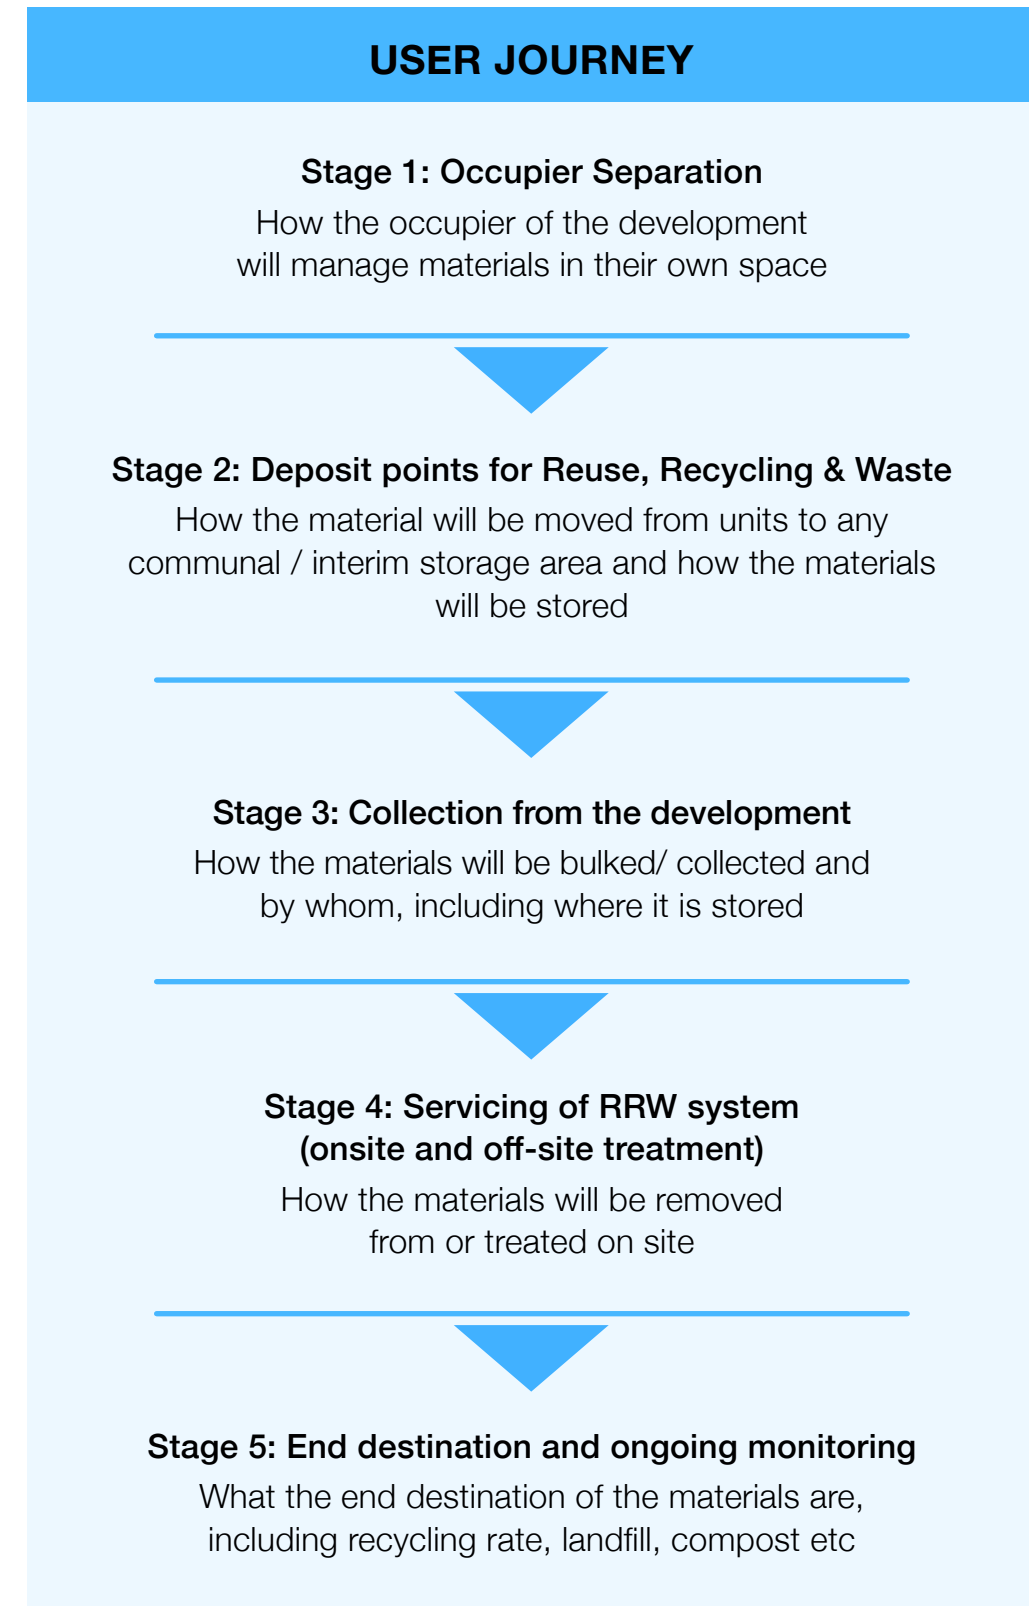 USER JOURNEY
Stage 1: Occupier Separation
How the occupier of the development
will manage materials in their own space
Stage 2: Deposit points for Reuse, Recycling & Waste
How the material will be moved from units to any
communal / interim storage area and how the materials
will be stored
Stage 3: Collection from the development
How the materials will be bulked/ collected and
by whom, including where it is stored
Stage 4: Servicing of RRW system
(onsite and off-site treatment)
How the materials will be removed
from or treated on site
Stage 5: End destination and ongoing monitoring
What the end destination of the materials are,
including recycling rate, landfill, compost etc